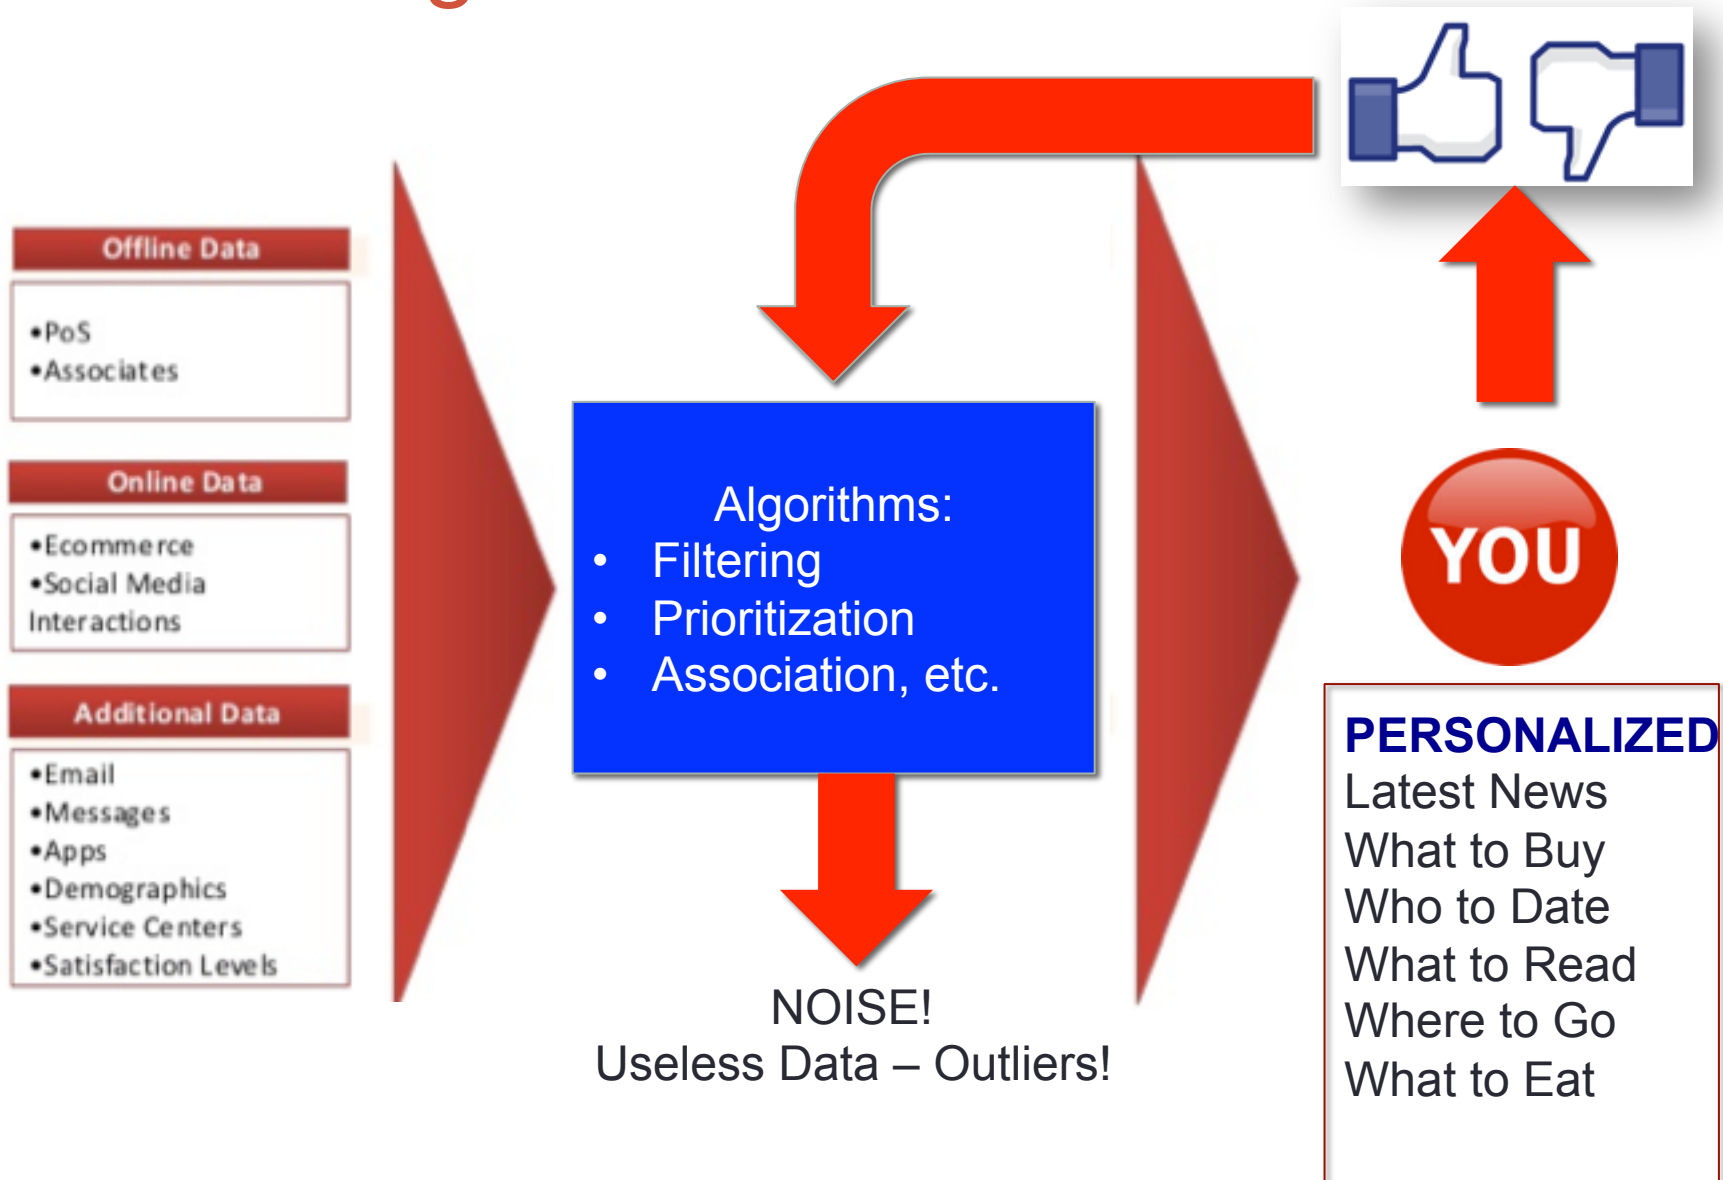 Offline Data
•PoS
•Associates
Online Data
•Ecommerce
•Social Media
Interactions
Additional Data
•Email
•Messages
•Apps
•Demographics
•Service Centers
•Satisfaction Levels
Algorithms:
• Filtering
• Prioritization
• Association, etc.
NOISE!
Useless Data – Outliers!
YOU
PERSONALIZED
Latest News
What to Buy
Who to Date
What to Read
Where to Go
What to Eat